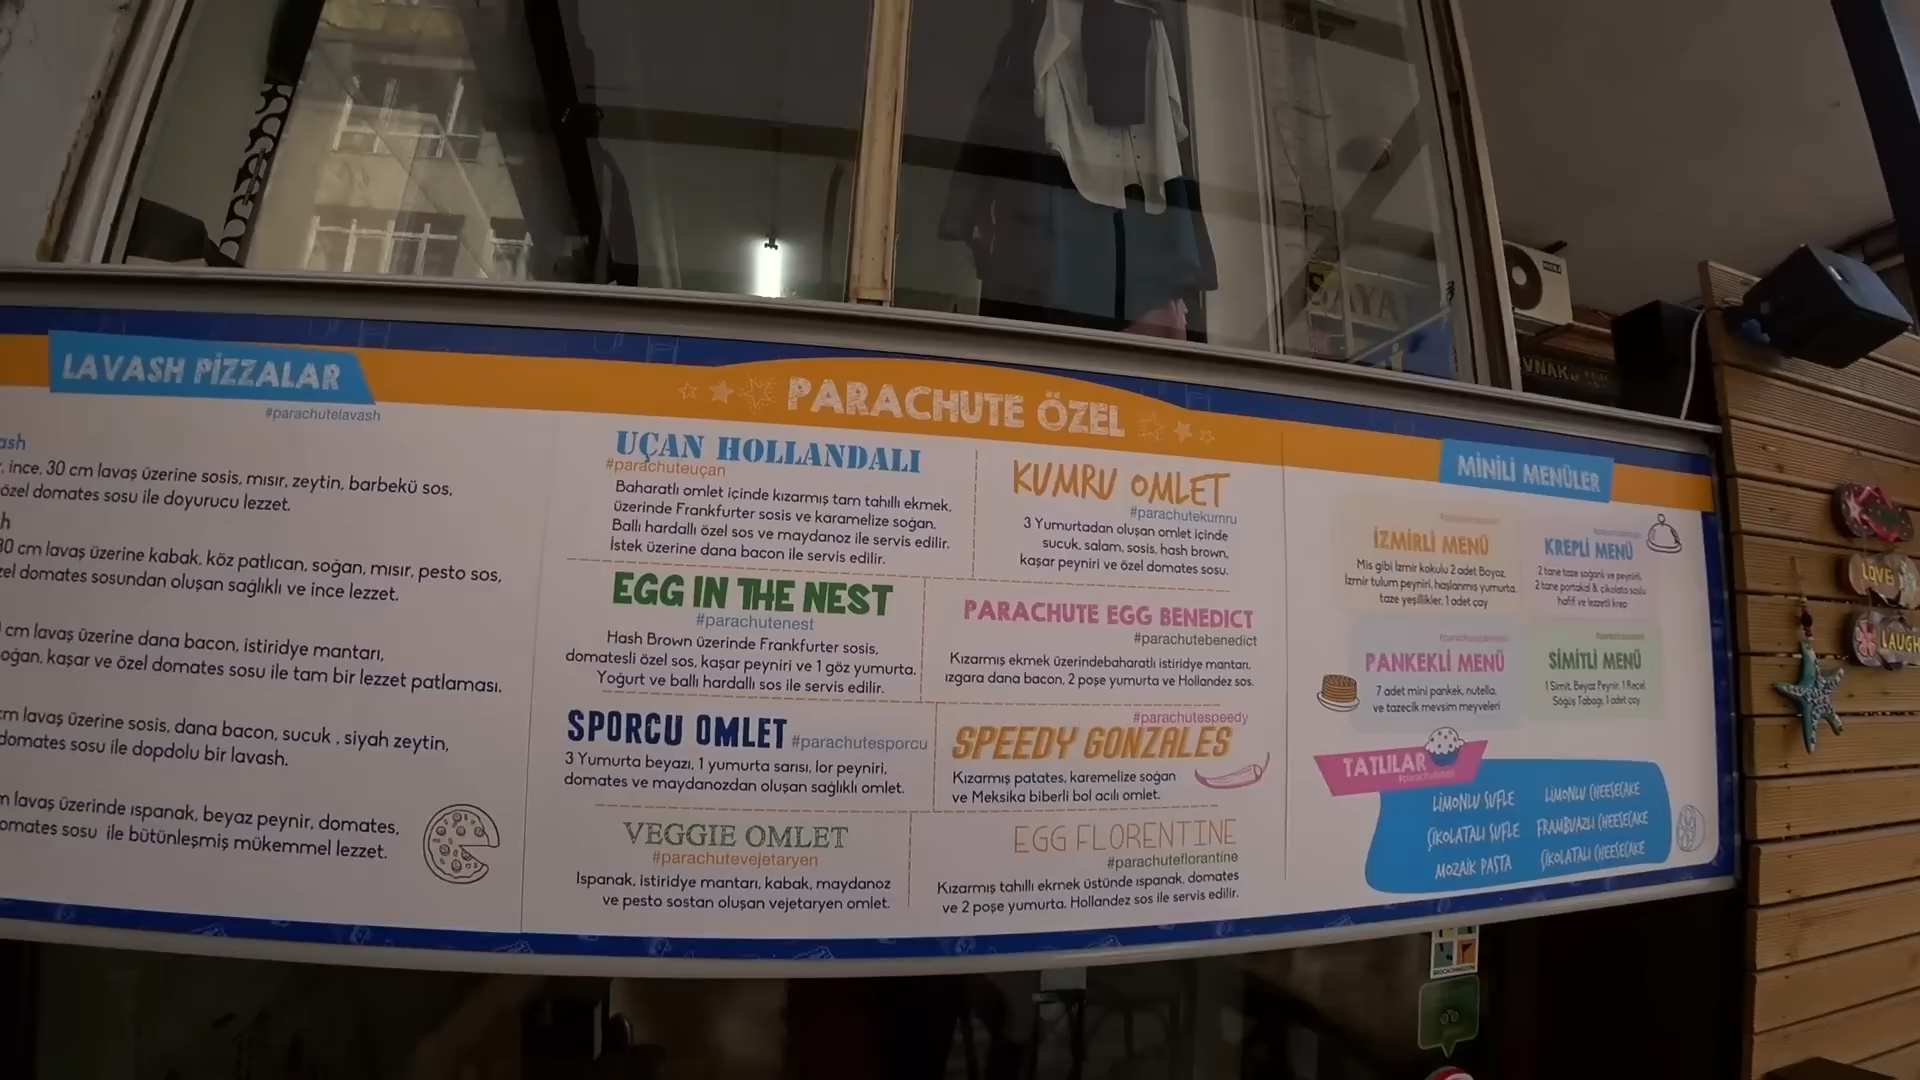 LAVASH PİZZALAR
#parachutelavash
ash
, ince, 30 cm lavaş üzerine sosis, mısır, zeytin, barbekü sos,
özel domates sosu ile doyurucu lezzet.
h
30 cm lavaş üzerine kabak, köz patlıcan, soğan, mısır, pesto sos,
zel domates sosundan oluşan sağlıklı ve ince lezzet.
cm lavaş üzerine dana bacon, istiridye mantarı,
oğan, kaşar ve özel domates sosu ile tam bir lezzet patlaması.
cm lavaş üzerine sosis, dana bacon, sucuk , siyah zeytin,
domates sosu ile dopdolu bir lavash.
m lavaş üzerinde ıspanak, beyaz peynir, domates,
omates sosu ile bütünleşmiş mükemmel lezzet.
PARACHUTE ÖZEL
UÇAN HOLLANDALI
#parachuteuçan
Baharatlı omlet içinde kızarmış tam tahıllı ekmek,
üzerinde Frankfurter sosis ve karamelize soğan.
Ballı hardallı özel sos ve maydanoz ile servis edilir.
İstek üzerine dana bacon ile servis edilir.
KUMRU OMLET
#parachutekumru
3 Yumurtadan oluşan omlet içinde
sucuk, salam, sosis, hash brown,
kaşar peyniri ve özel domates sosu.
EGG IN THE NEST
#parachutenest
Hash Brown üzerinde Frankfurter sosis,
domatesli özel sos, kaşar peyniri ve 1 göz yumurta.
Yoğurt ve ballı hardallı sos ile servis edilir.
PARACHUTE EGG BENEDICT
#parachutebenedict
Kızarmış ekmek üzerindebaharatlı istiridye mantarı,
ızgara dana bacon, 2 poşe yumurta ve Hollandez sos.
SPORCU OMLET #parachutesporcu
3 Yumurta beyazı, 1 yumurta sarısı, lor peyniri,
domates ve maydanozdan oluşan sağlıklı omlet.
#parachutespeedy
SPEEDY GONZALES
Kızarmış patates, karemelize soğan
ve Meksika biberli bol acılı omlet.
VEGGIE OMLET
#parachutevejetaryen
Ispanak, istiridye mantarı, kabak, maydanoz
ve pesto sostan oluşan vejetaryen omlet.
EGG FLORENTINE
#parachuteflorantine
Kızarmış tahıllı ekmek üstünde ıspanak, domates
ve 2 poşe yumurta. Hollandez sos ile servis edilir.
MİNİLİ MENÜLER
İZMİRLİ MENÜ
Mis gibi İzmir kokulu 2 adet Boyoz,
İzmir tulum peyniri, haşlanmış yumurta,
taze yeşillikler, 1 adet çay
KREPLİ MENÜ
2 tane taze soğanlı ve peynirli,
2 tane portakal & çikolata soslu
hafif ve lezzetli krep
PANKEKLİ MENÜ
7 adet mini pankek, nutella,
ve tazecik mevsim meyveleri
SİMİTLİ MENÜ
1 Simit, Beyaz Peynir, 1 Reçel,
Söğüş Tabağı, 1 adet çay
TATLILAR
LİMONLU SUFLE
ÇİKOLATALI SUFLE
MOZAİK PASTA
LİMONLU CHEESECAKE
FRAMBUAZLI CHEESECAKE
ÇİKOLATALI CHEESECAKE
LOVE
LAUGH